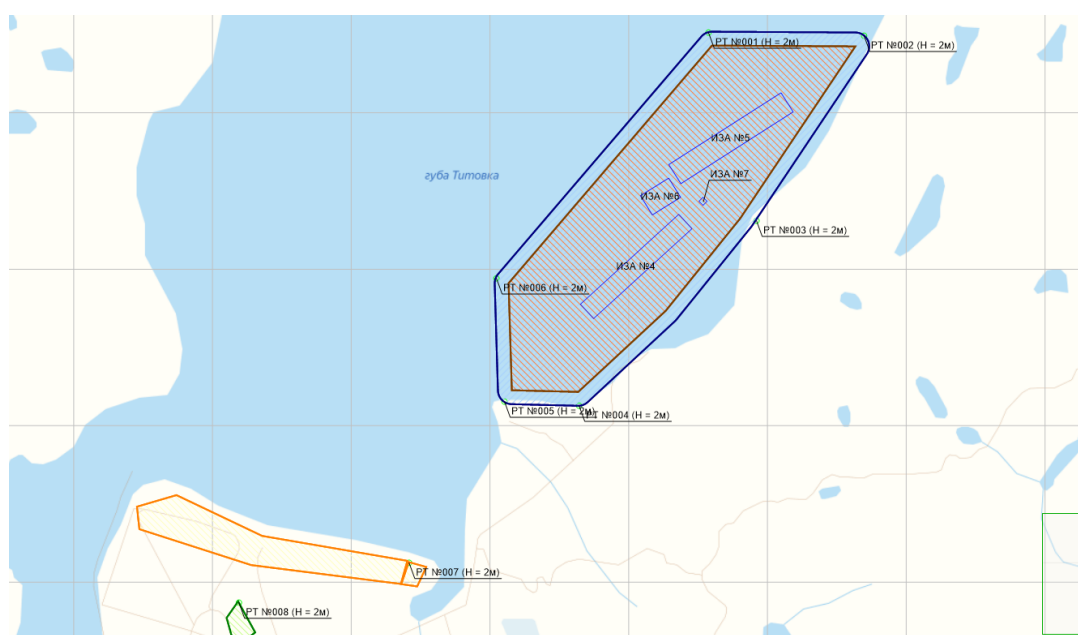 РТ №001 (Н = 2м)
РТ №002 (Н = 2м)
ИЗА №5
губа Титовка
ИЗА №7
ИЗА №6
РТ №003 (Н = 2м)
ИЗА №4
РТ №006 (Н = 2м)
РТ №005 (Н = 2м)
РТ №004 (Н = 2м)
РТ №007 (Н = 2м)
РТ №008 (Н = 2м)